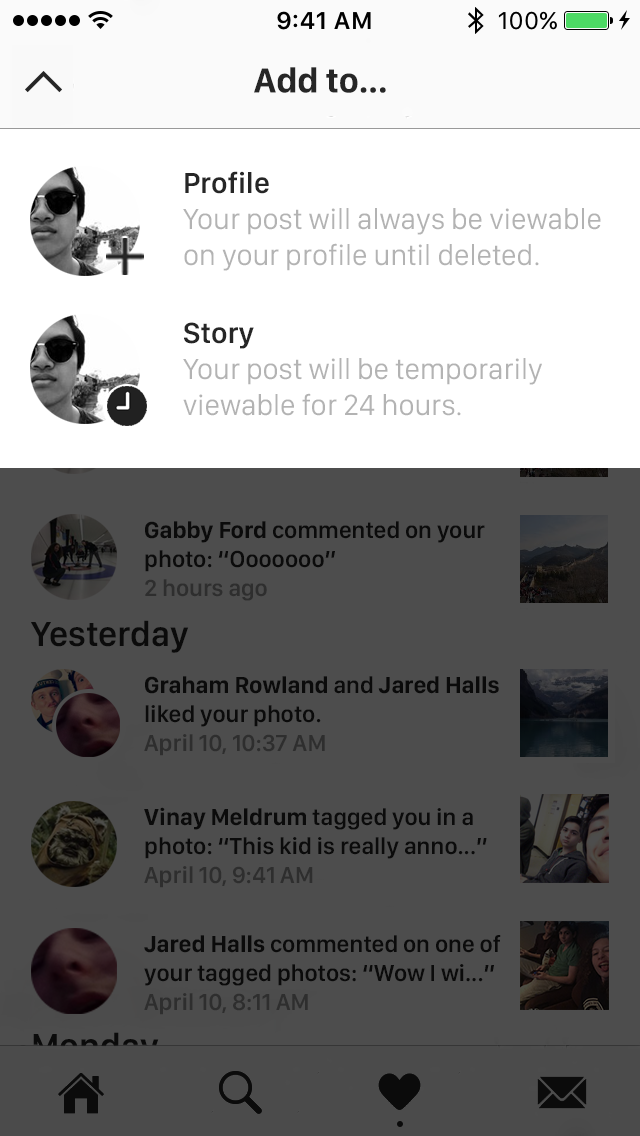 9:41 AM
100%
Add to...
Profile
Your post will always be viewable
on your profile until deleted.
Story
Your post will be temporarily
viewable for 24 hours.
Gabby Ford commented on your
photo: “Ooooooo”
2 hours ago
Yesterday
Graham Rowland and Jared Halls
liked your photo.
April 10, 10:37 AM
Vinay Meldrum tagged you in a
photo: “This kid is really anno...”
April 10, 9:41 AM
Jared Halls commented on one of
your tagged photos: “Wow I wi...”
April 10, 8:11 AM
Monday